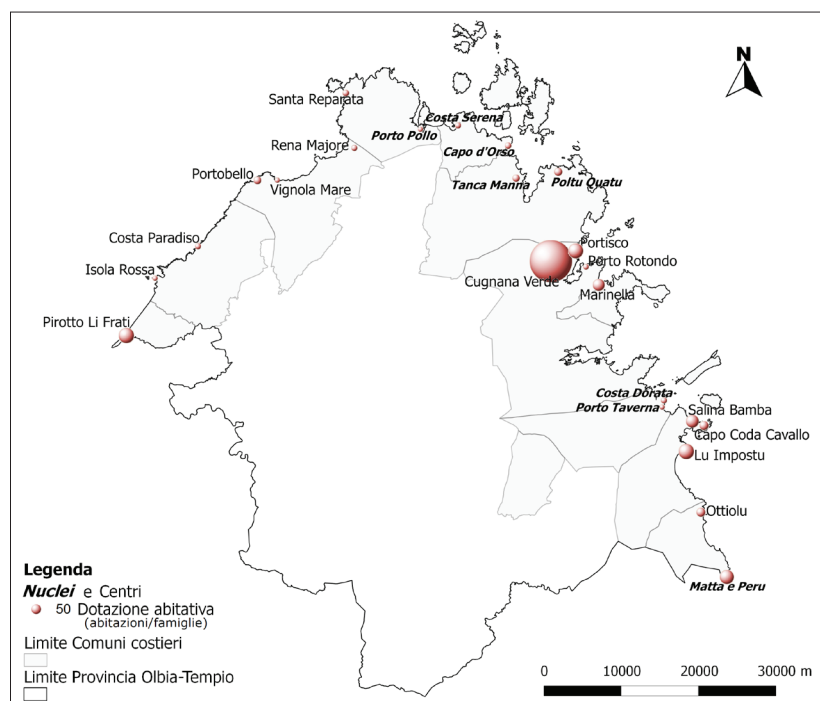 N
Santa Reparata
Costa Serena
Porto Pollo
Rena Majore
Capo d'Orso
Portobello
Vignola Mare
Tanca Manna
Poltu Quatu
Costa Paradiso
Portisco
Isola Rossa
Porto Rotondo
Cugnana Verde
Marinella
Pirotto Li Frati
Costa Dorata
Porto Taverna
Salina Bamba
Capo Coda Cavallo
Lu Impostu
Ottiolu
Matta e Peru
Legenda
Nuclei e Centri
50 Dotazione abitativa
(abitazioni/famiglie)
Limite Comuni costieri
Limite Provincia Olbia-Tempio
0 10000 20000 30000 m